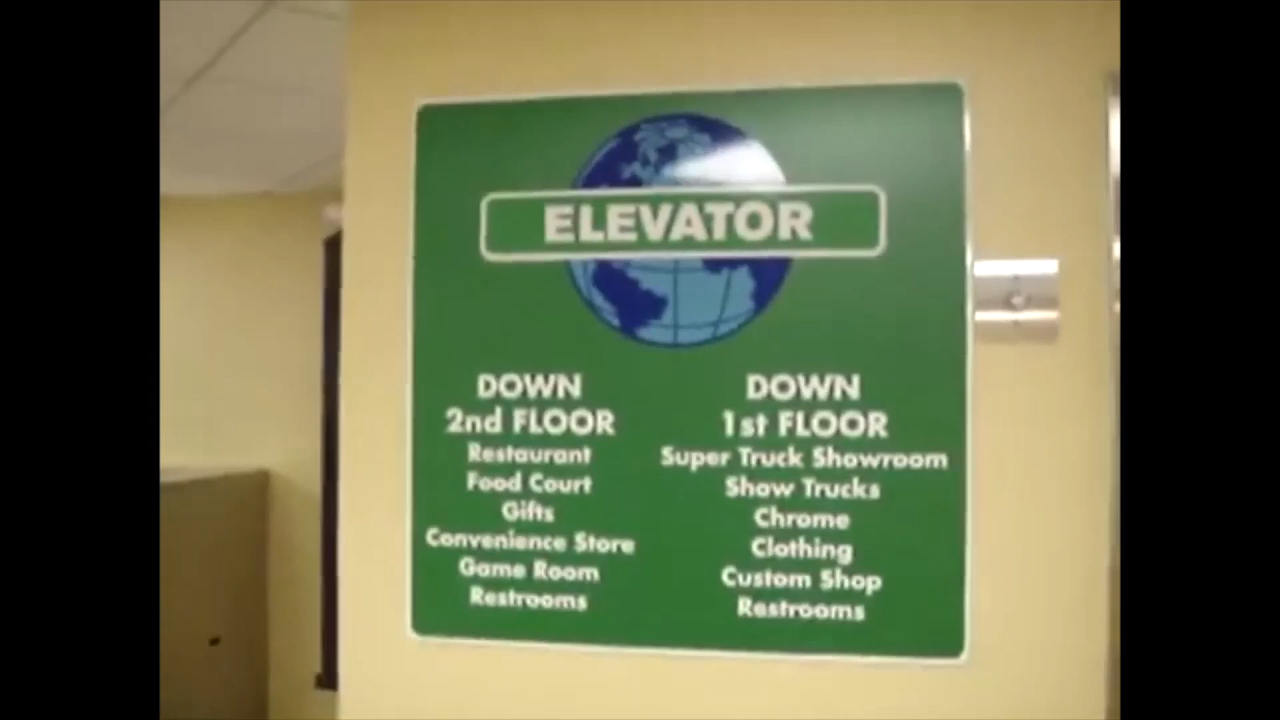 ELEVATOR
DOWN
2nd FLOOR
Restaurant
Food Court
Gifts
Convenience Store
Game Room
Restrooms
DOWN
1st FLOOR
Super Truck Showroom
Show Trucks
Chrome
Clothing
Custom Shop
Restrooms